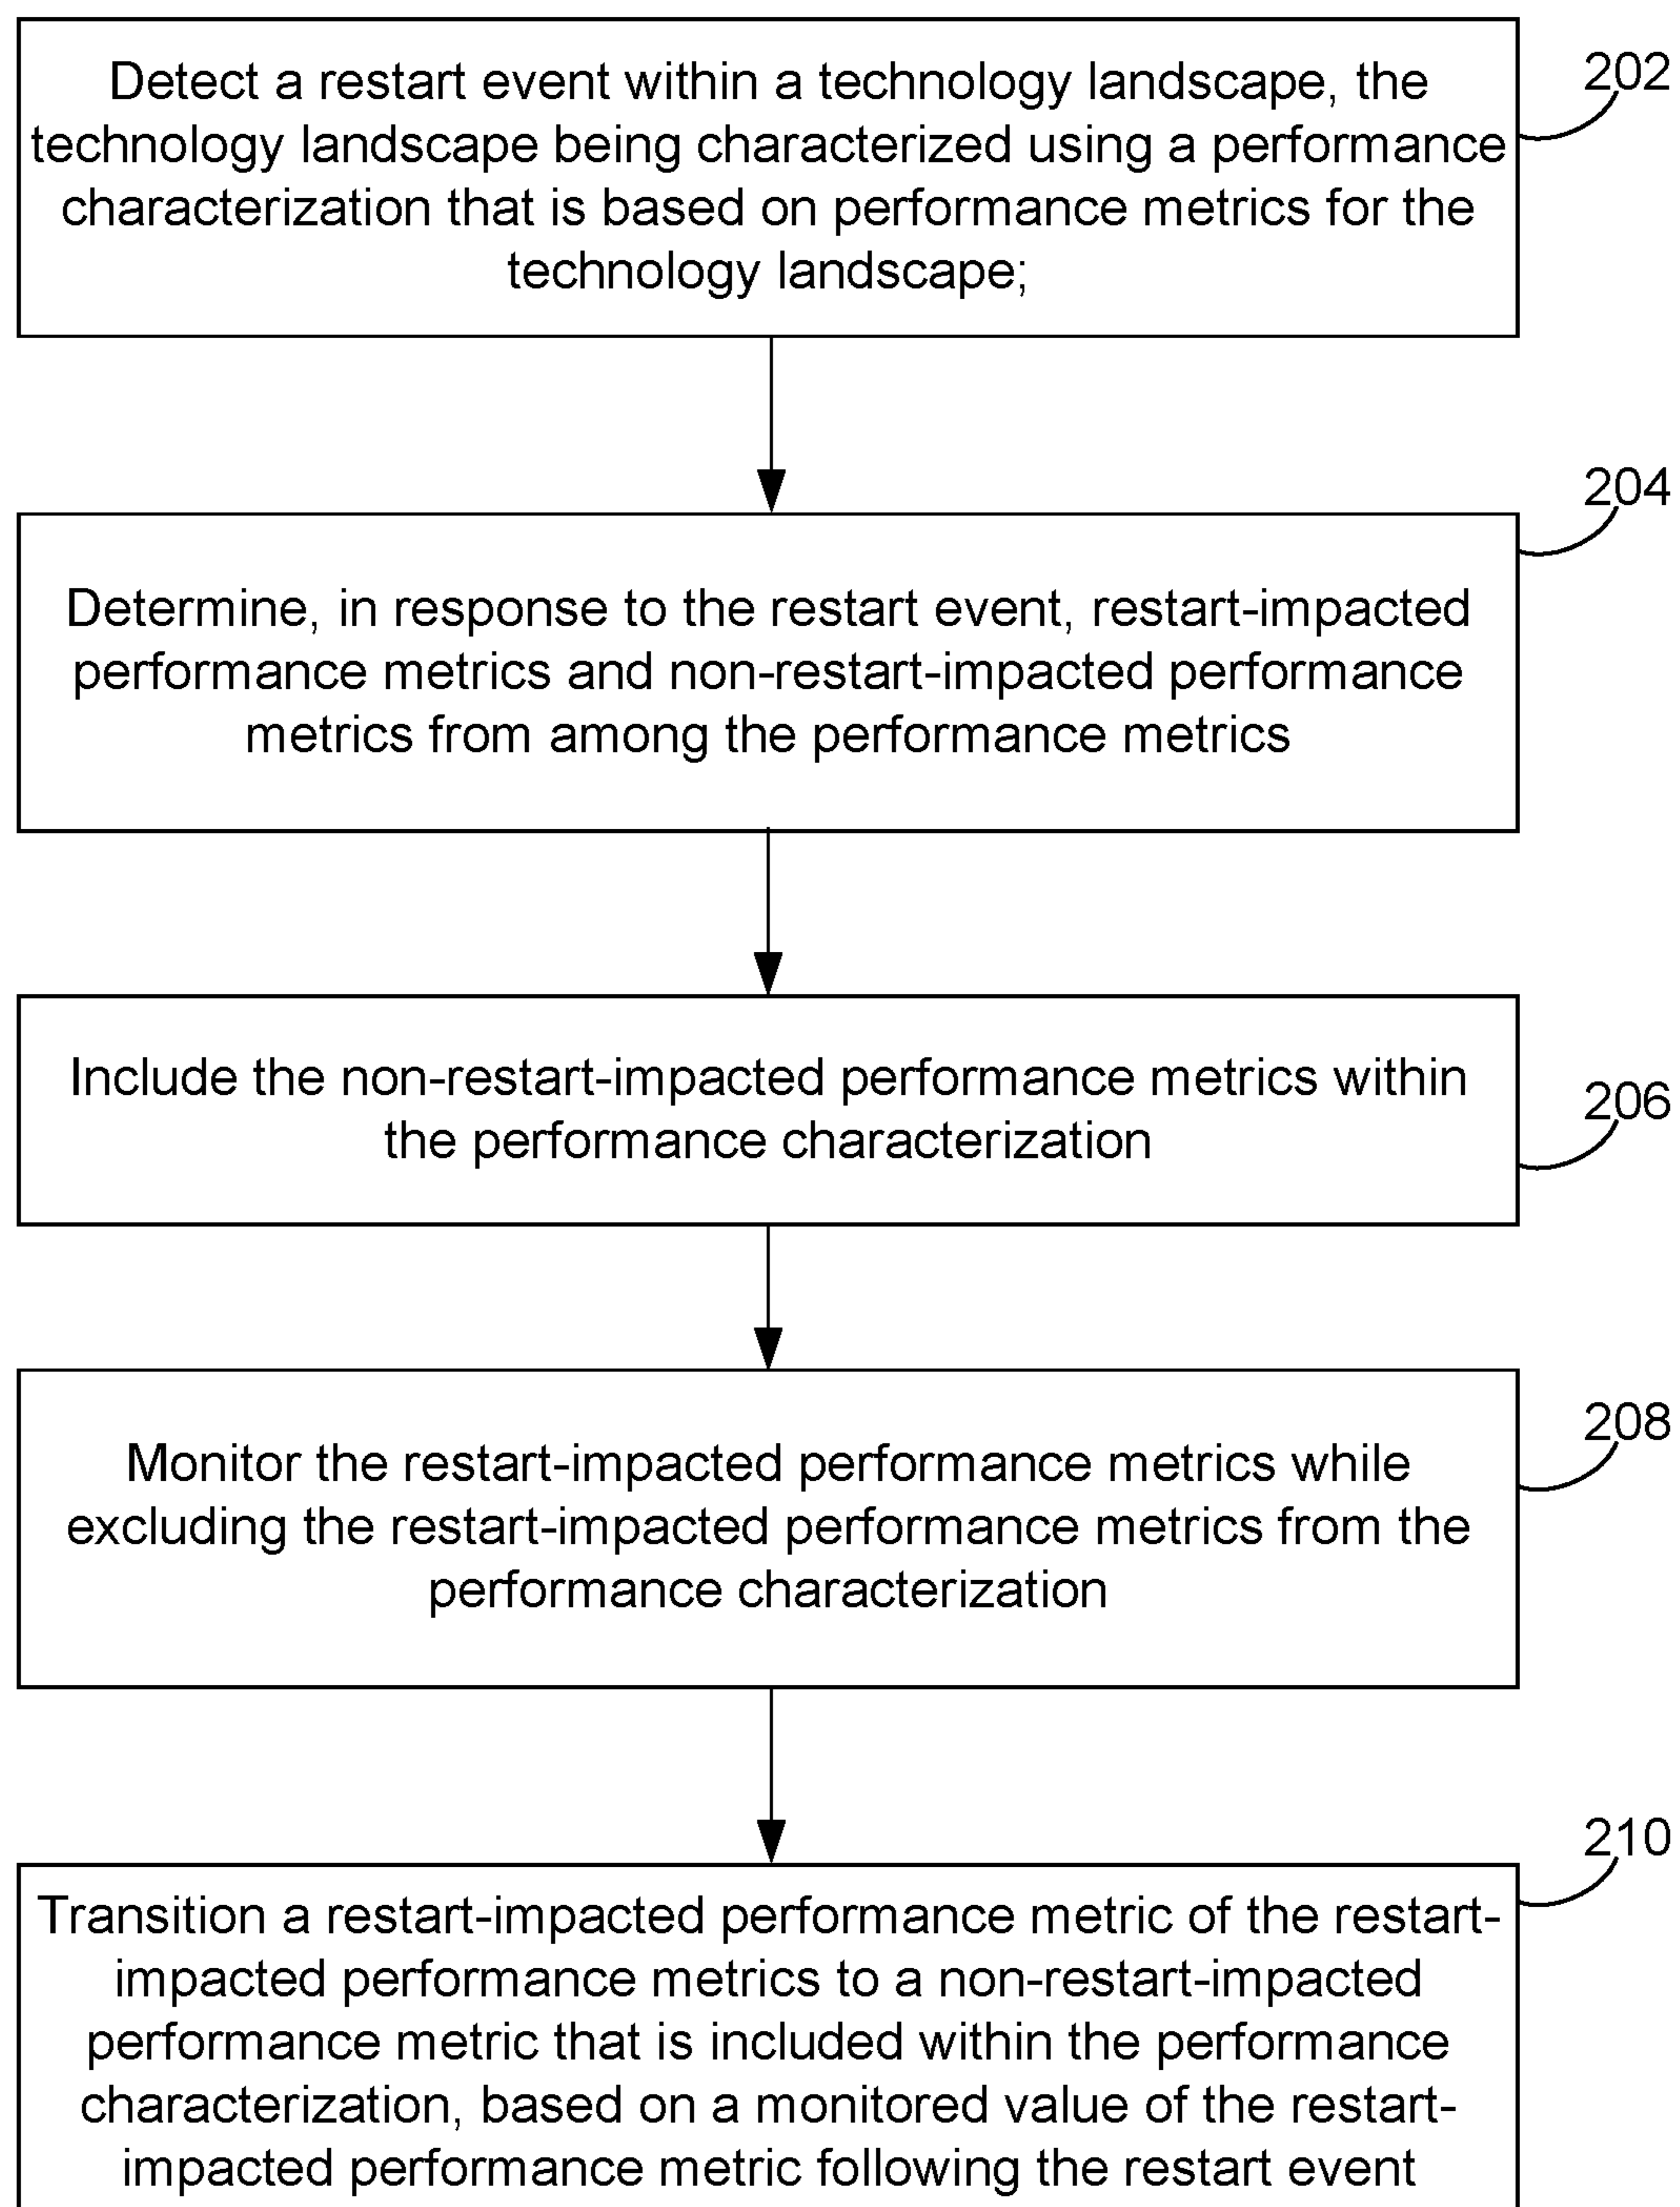 Detect a restart event within a technology landscape, the
technology landscape being characterized using a performance
characterization that is based on performance metrics for the
technology landscape;
202
Determine, in response to the restart event, restart-impacted
performance metrics and non-restart-impacted performance
metrics from among the performance metrics
204
Include the non-restart-impacted performance metrics within
the performance characterization
206
Monitor the restart-impacted performance metrics while
excluding the restart-impacted performance metrics from the
performance characterization
208
Transition a restart-impacted performance metric of the restart-
impacted performance metrics to a non-restart-impacted
performance metric that is included within the performance
characterization, based on a monitored value of the restart-
impacted performance metric following the restart event
210